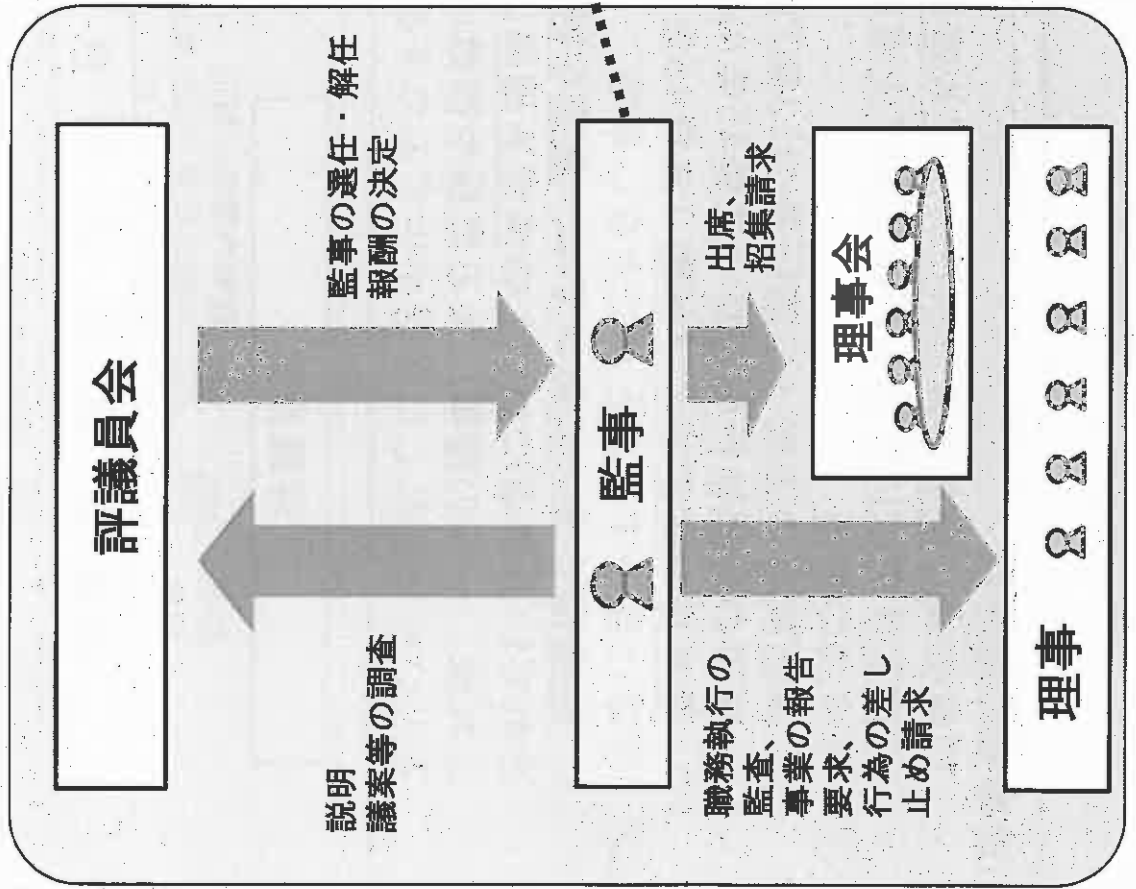 評議員会
説明
議案等の調査
監事の選任・解任
報酬の決定
監事
職務執行の
監査、
事業の報告
要求、
行為の差し
止め請求
出席、
招集請求
理事会
理事